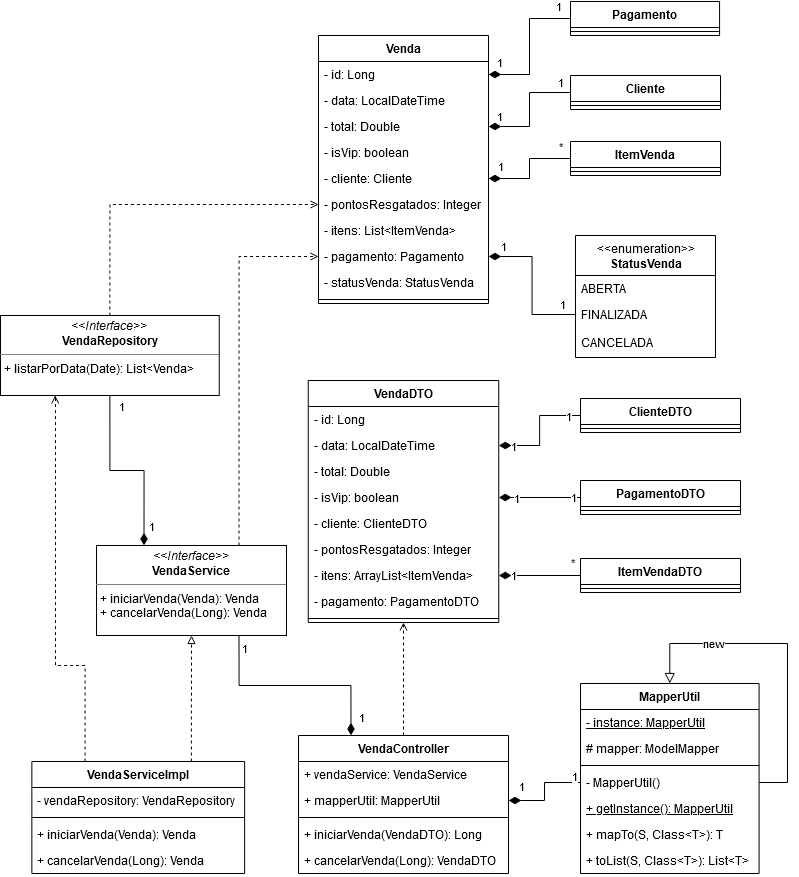 1
Pagamento
Venda
- id: Long
- data: LocalDateTime
- total: Double
- isVip: boolean
- cliente: Cliente
- pontosResgatados: Integer
- itens: List<ItemVenda>
- pagamento: Pagamento
- statusVenda: StatusVenda
1
1
Cliente
1
*
ItemVenda
1
1
1
<<enumeration>>
StatusVenda
ABERTA
FINALIZADA
CANCELADA
<<Interface>>
VendaRepository
+ listarPorData(Date): List<Venda>
1
1
VendaDTO
- id: Long
- data: LocalDateTime
- total: Double
- isVip: boolean
- cliente: ClienteDTO
- pontosResgatados: Integer
- itens: ArrayList<ItemVenda>
- pagamento: PagamentoDTO
1
1
ClienteDTO
1
1
PagamentoDTO
1
*
ItemVendaDTO
<<Interface>>
VendaService
+ iniciarVenda(Venda): Venda
+ cancelarVenda(Long): Venda
1
1
new
MapperUtil
- instance: MapperUtil
# mapper: ModelMapper
- MapperUtil()
+ getInstance(): MapperUtil
+ mapTo(S, Class<T>): T
+ toList(S, Class<T>): List<T>
VendaServiceImpl
- vendaRepository: VendaRepository
+ iniciarVenda(Venda): Venda
+ cancelarVenda(Long): Venda
VendaController
+ vendaService: VendaService
+ mapperUtil: MapperUtil
+ iniciarVenda(VendaDTO): Long
+ cancelarVenda(Long): VendaDTO
1
1